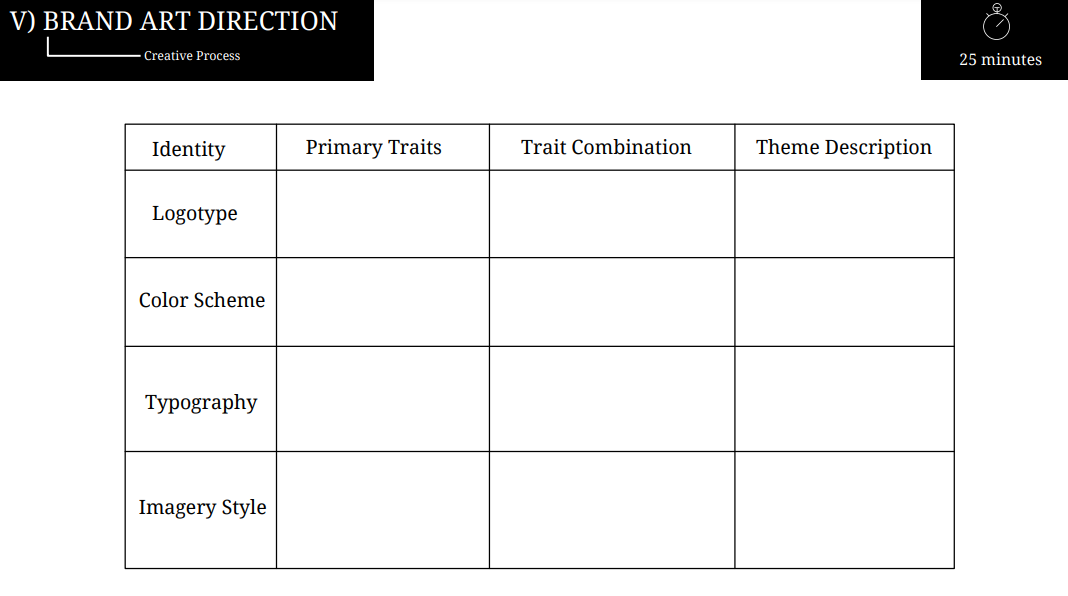 V) BRAND ART DIRECTION
Creative Process
25 minutes
Identity
Primary Traits
Trait Combination
Theme Description
Logotype
Color Scheme
Typography
Imagery Style